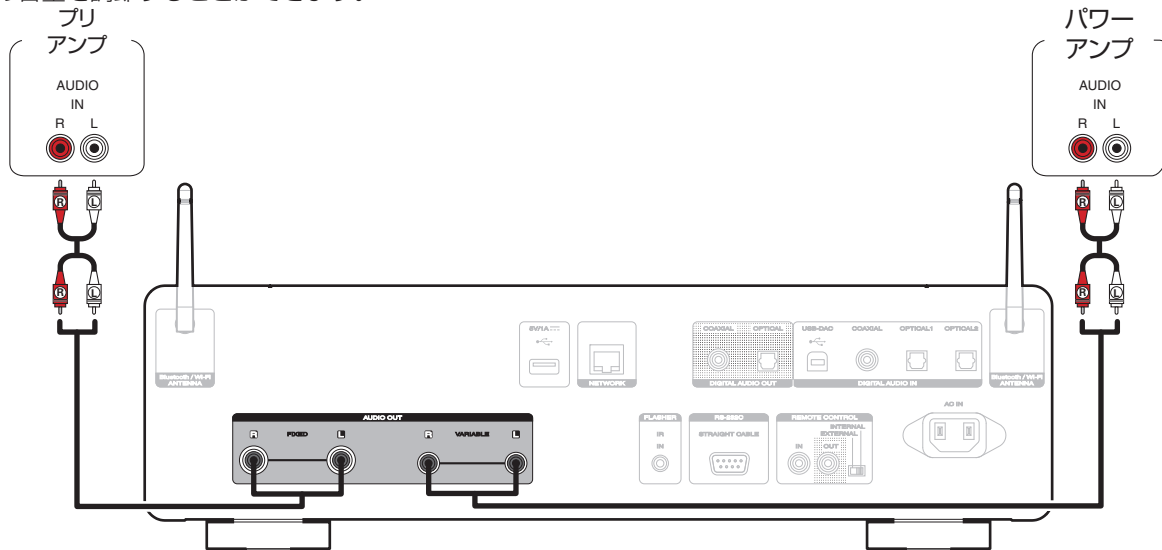 プリ
アンプ
AUDIO
IN
R L
R L
R L
パワー
アンプ
AUDIO
IN
R L
R L
R L
Bluetooth / Wi-Fi
ANTENNA
5V/1A
NETWORK
COAXIAL OPTICAL
DIGITAL AUDIO OUT
USB-DAC COAXIAL OPTICAL1 OPTICAL2
DIGITAL AUDIO IN
Bluetooth / Wi-Fi
ANTENNA
AUDIO OUT
R FIXED L
R VARIABLE L
FLASHER
IR
IN
RS-232C
STRAIGHT CABLE
REMOTE CONTROL
INTERNAL
EXTERNAL
IN OUT
AC IN